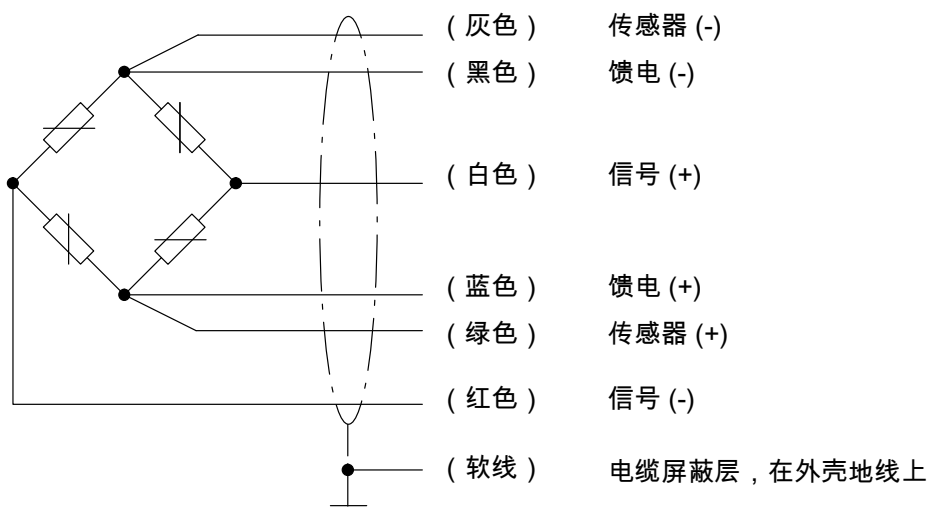 （灰色） 传感器 (-)
（黑色） 馈电 (-)
（白色） 信号 (+)
（蓝色） 馈电 (+)
（绿色） 传感器 (+)
（红色） 信号 (-)
（软线） 电缆屏蔽层，在外壳地线上